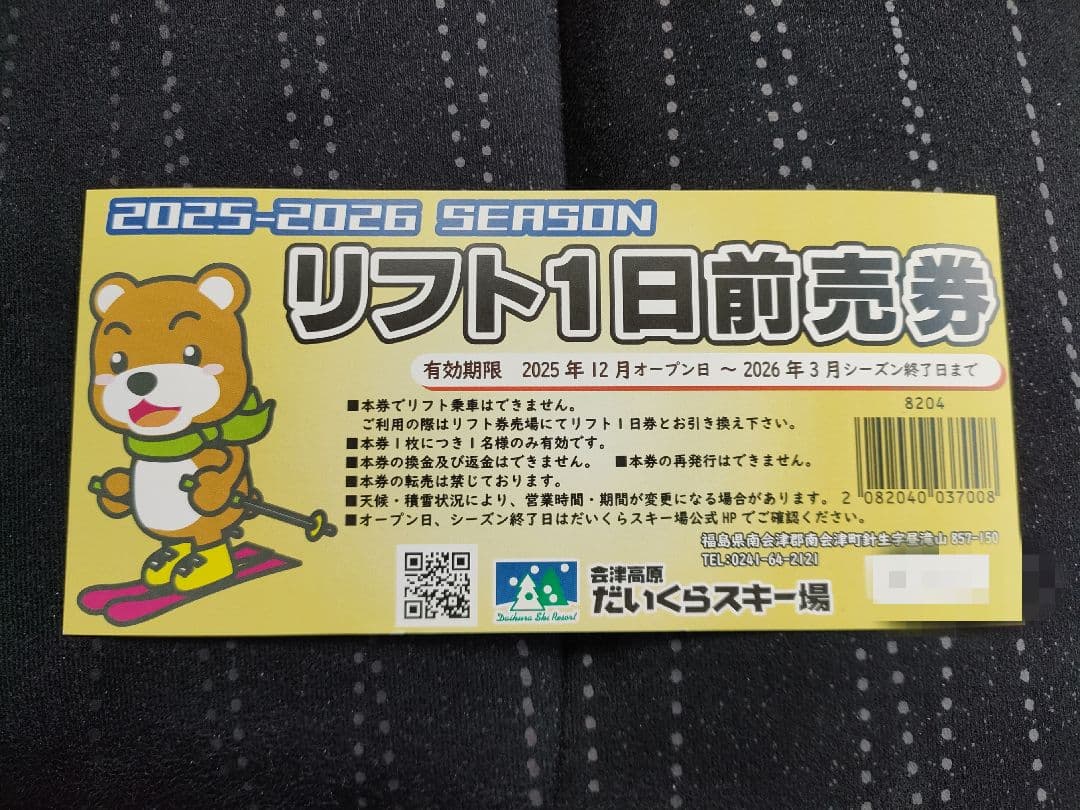 2025-2026 SEASON
リフト1日前売券
有効期限 2025年12月オープン日 ～ 2026年3月シーズン終了日まで
■本券でリフト乗車はできません。
ご利用の際はリフト券売場にてリフト1日券とお引き換え下さい。
■本券1枚につき1名様のみ有効です。
■本券の換金及び返金はできません。 ■本券の再発行はできません。
■本券の転売は禁じております。
■天候・積雪状況により、営業時間・期間が変更になる場合があります。
■オープン日、シーズン終了日はだいくらスキー場公式HPでご確認ください。
8204
2 082040 037008
福島県南会津郡南会津町針生字昼滝山857-150
TEL:0241-64-2121
会津高原
だいくらスキー場
Daikura Ski Resort